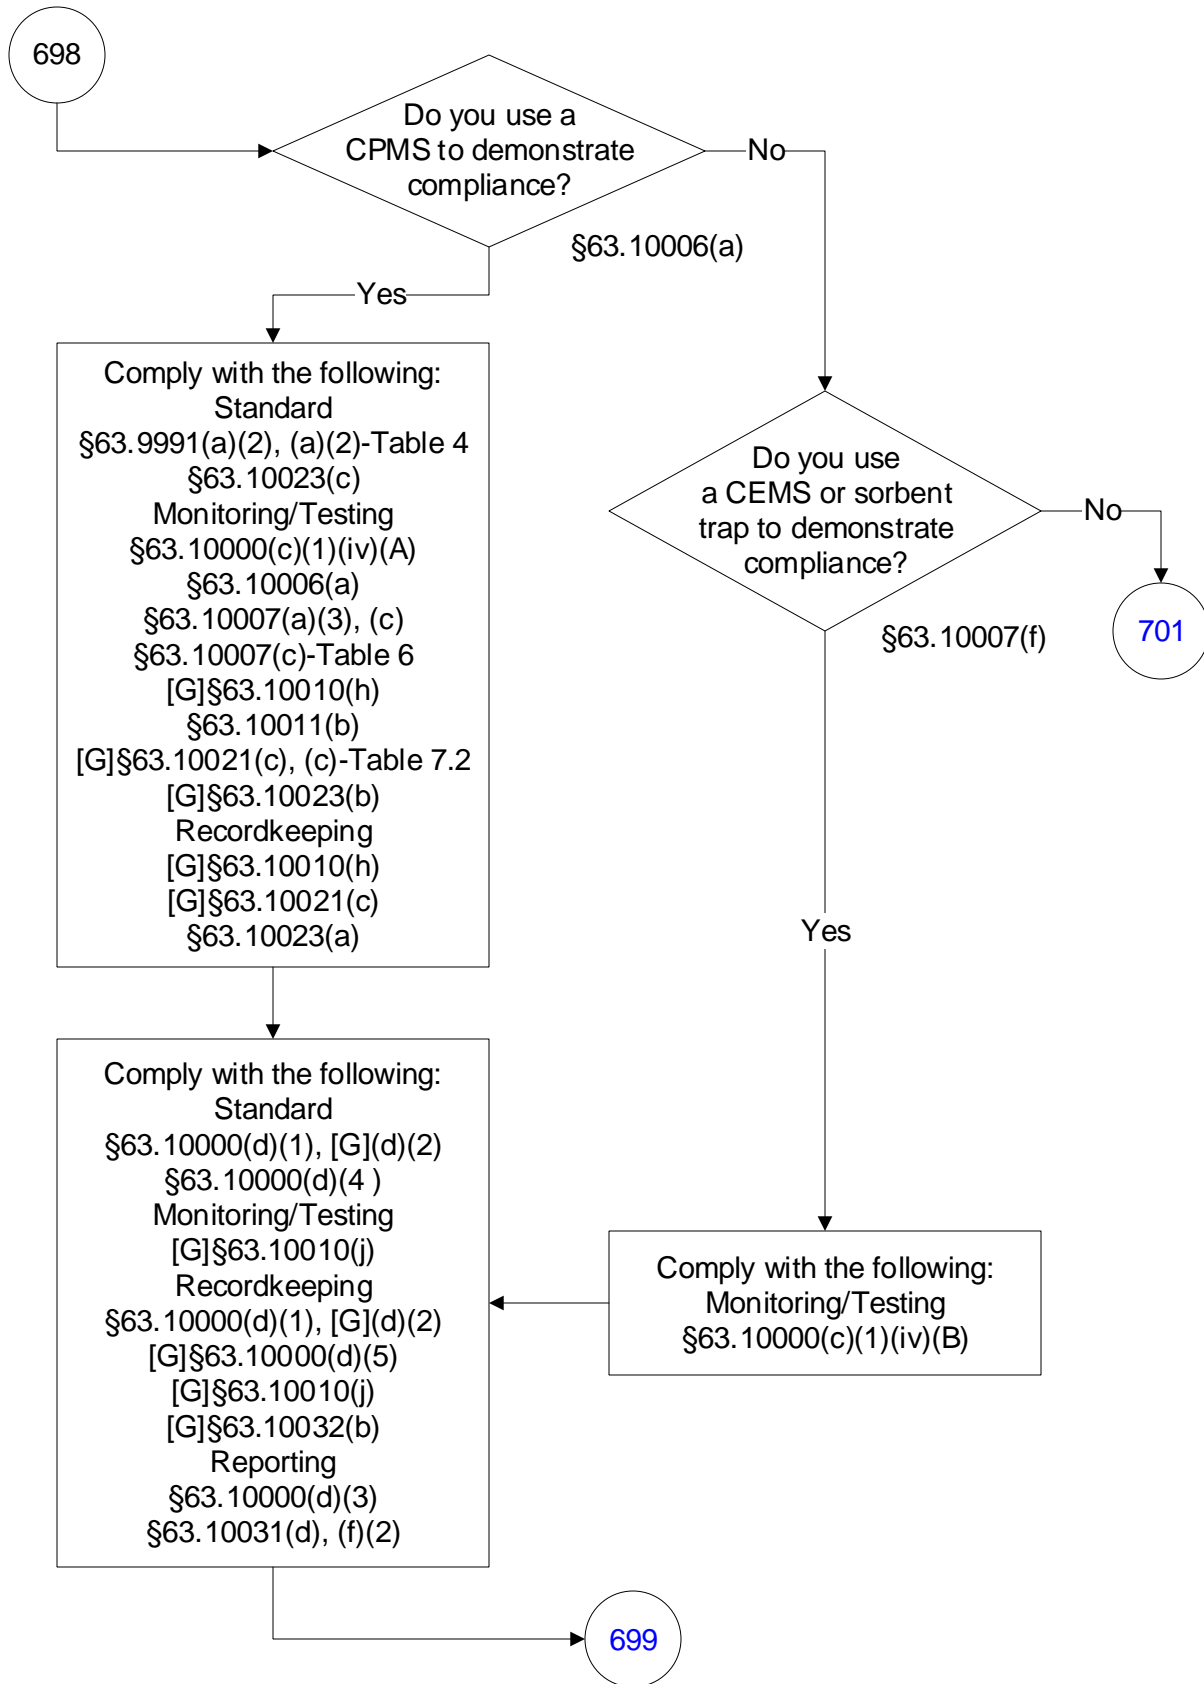 698
Do you use a
CPMS to demonstrate
compliance?
No
§63.10006(a)
Yes
Comply with the following:
Standard
§63.9991(a)(2), (a)(2)-Table 4
§63.10023(c)
Monitoring/Testing
§63.10000(c)(1)(iv)(A)
§63.10006(a)
§63.10007(a)(3), (c)
§63.10007(c)-Table 6
[G]§63.10010(h)
§63.10011(b)
[G]§63.10021(c), (c)-Table 7.2
[G]§63.10023(b)
Recordkeeping
[G]§63.10010(h)
[G]§63.10021(c)
§63.10023(a)
Do you use
a CEMS or sorbent
trap to demonstrate
compliance?
No
§63.10007(f)
701
Yes
Comply with the following:
Monitoring/Testing
§63.10000(c)(1)(iv)(B)
Comply with the following:
Standard
§63.10000(d)(1), [G](d)(2)
§63.10000(d)(4 )
Monitoring/Testing
[G]§63.10010(j)
Recordkeeping
§63.10000(d)(1), [G](d)(2)
[G]§63.10000(d)(5)
[G]§63.10010(j)
[G]§63.10032(b)
Reporting
§63.10000(d)(3)
§63.10031(d), (f)(2)
699